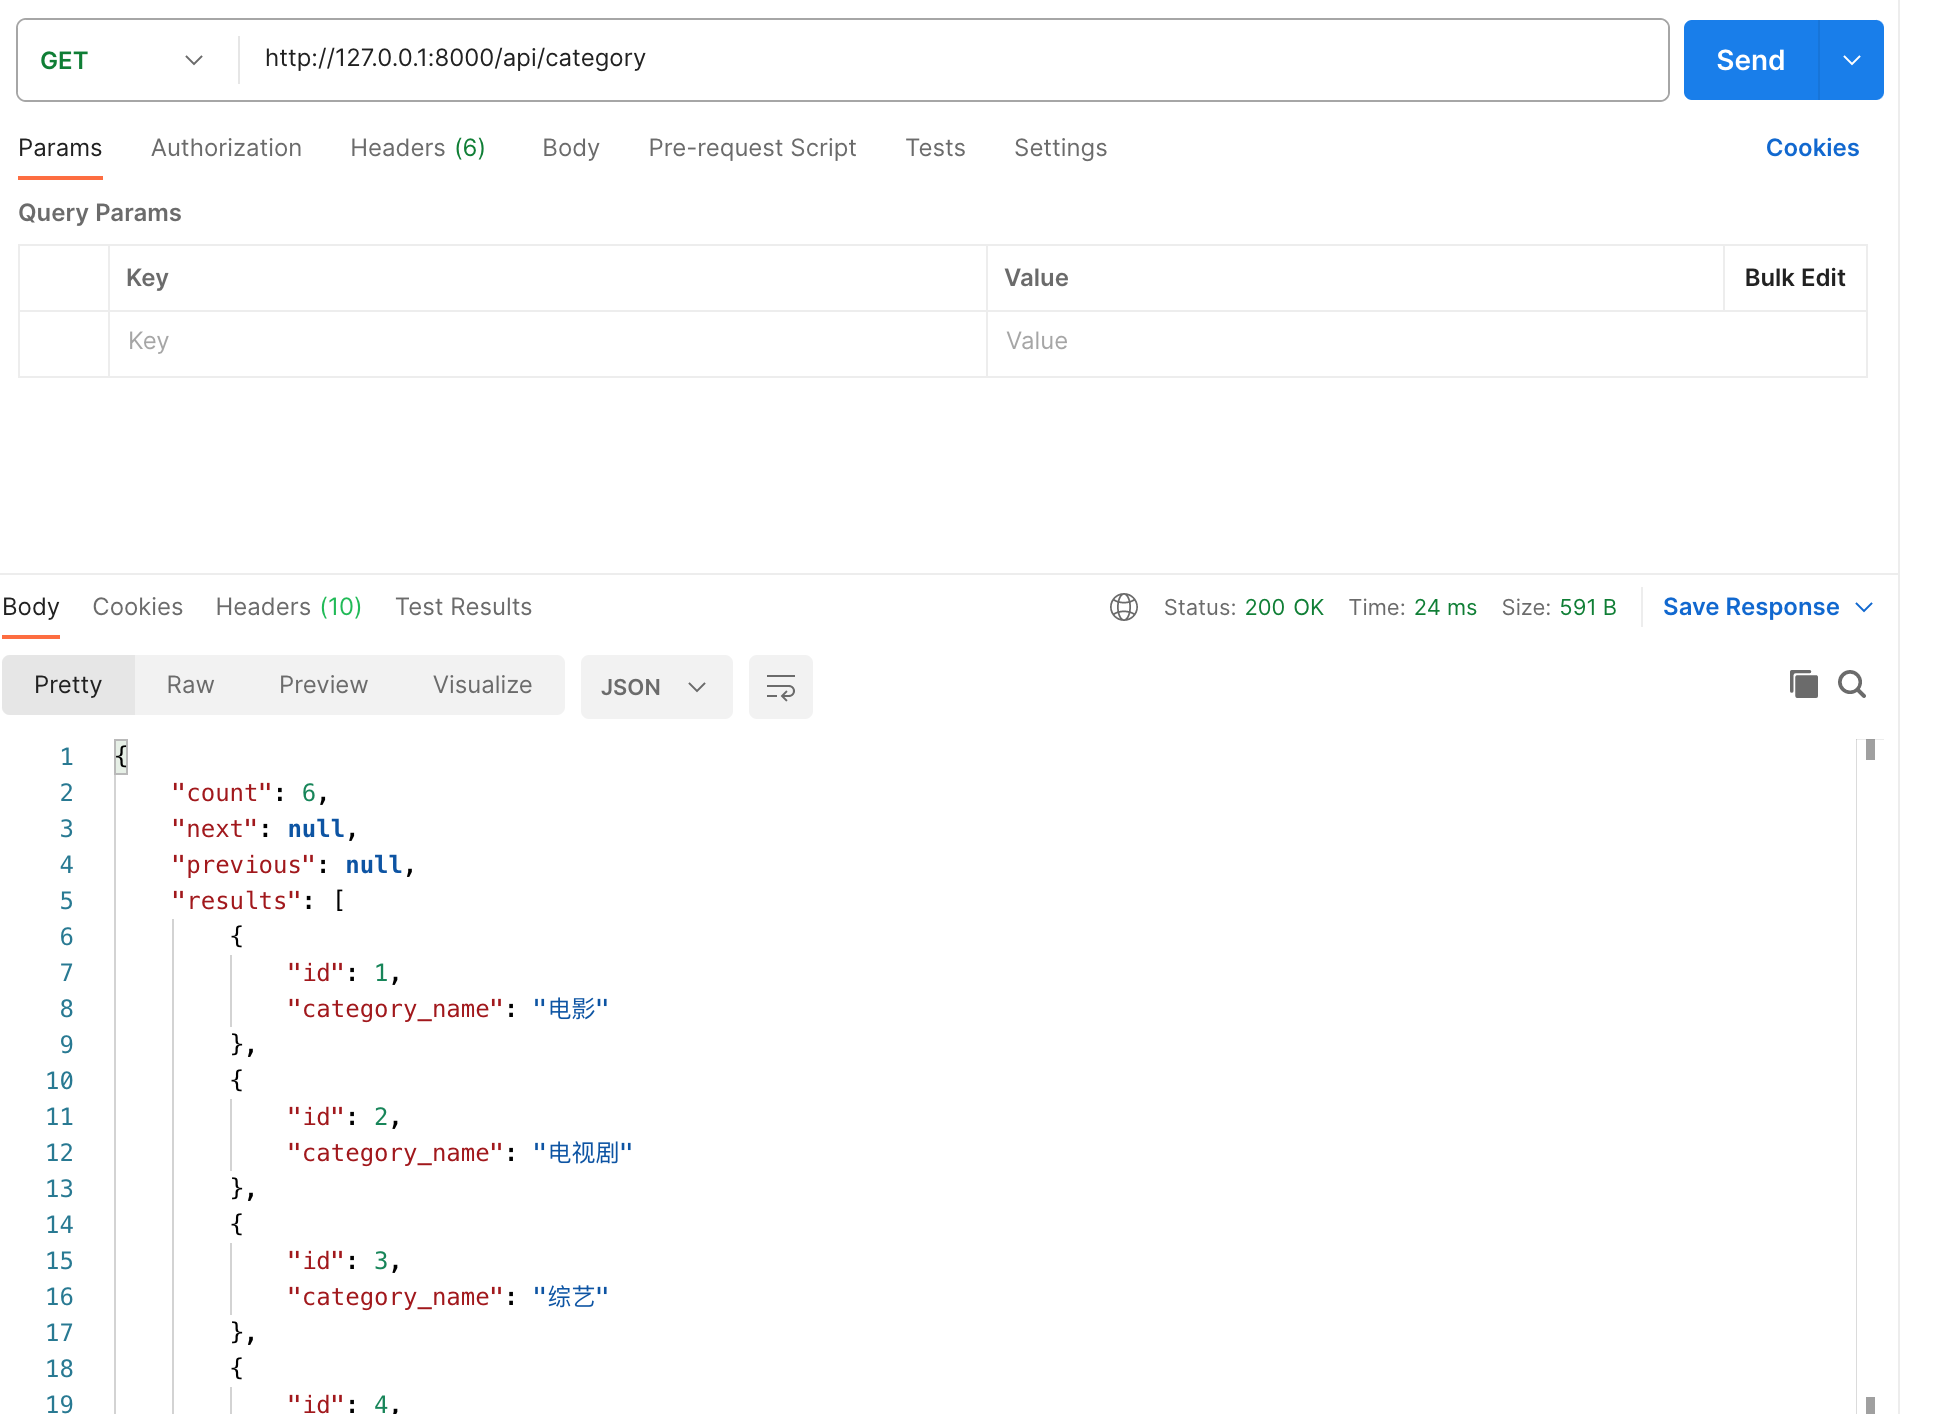 GET http://127.0.0.1:8000/api/category Send
Params Authorization Headers (6) Body Pre-request Script Tests Settings Cookies
Query Params
Key Value Bulk Edit
Key Value
Body Cookies Headers (10) Test Results Status: 200 OK Time: 24 ms Size: 591 B Save Response
Pretty Raw Preview Visualize JSON
1 {
2 "count": 6,
3 "next": null,
4 "previous": null,
5 "results": [
6 {
7 "id": 1,
8 "category_name": "电影"
9 },
10 {
11 "id": 2,
12 "category_name": "电视剧"
13 },
14 {
15 "id": 3,
16 "category_name": "综艺"
17 },
18 {
19 "id": 4,